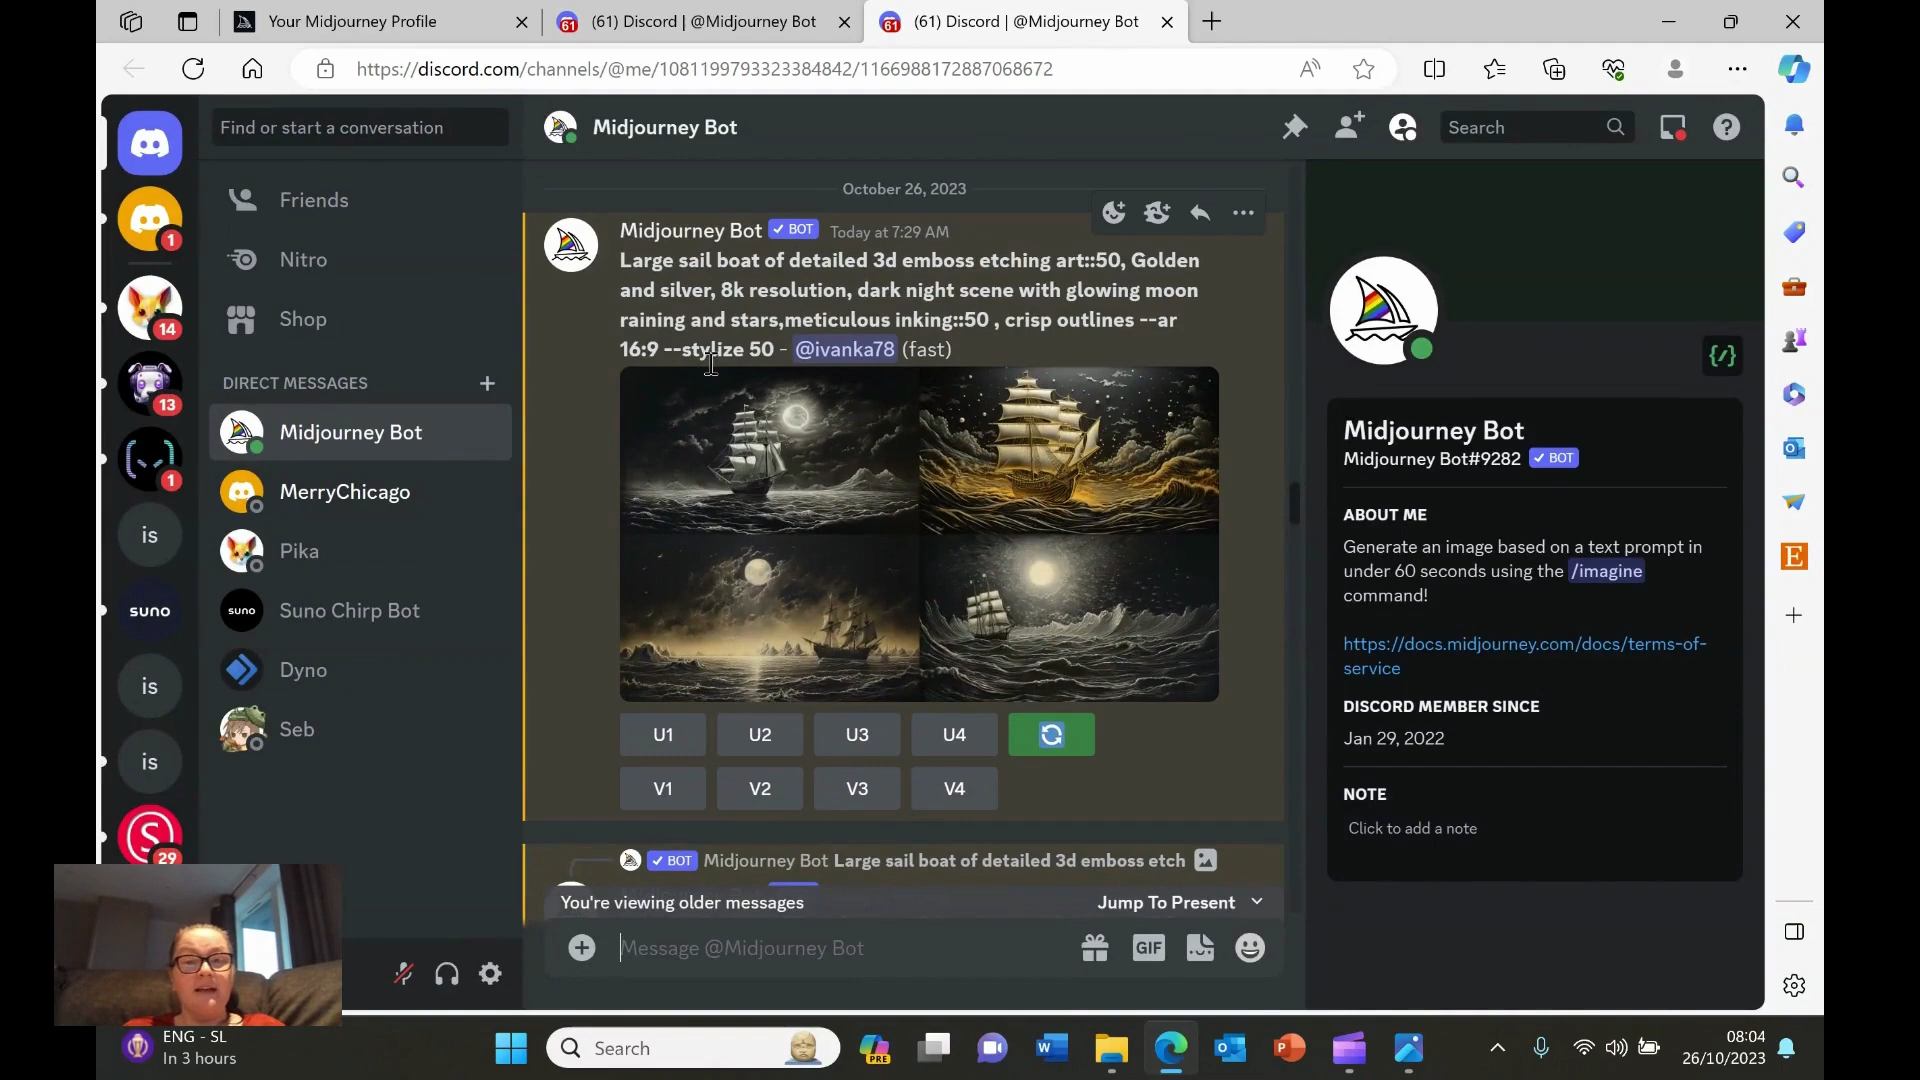 Your Midjourney Profile
(61) Discord | @Midjourney Bot
(61) Discord | @Midjourney Bot
https://discord.com/channels/@me/1081199793323384842/1166988172887068672
Find or start a conversation
Midjourney Bot
Search
Friends
Nitro
Shop
DIRECT MESSAGES
Midjourney Bot
MerryChicago
Pika
Suno Chirp Bot
Dyno
Seb
1
14
13
1
is
suno
is
is
S
29
61
61
suno
October 26, 2023
Midjourney Bot BOT Today at 7:29 AM
Large sail boat of detailed 3d emboss etching art::50, Golden
and silver, 8k resolution, dark night scene with glowing moon
raining and stars,meticulous inking::50 , crisp outlines --ar
16:9 --stylize 50 - @ivanka78 (fast)
U1 U2 U3 U4
V1 V2 V3 V4
BOT Midjourney Bot Large sail boat of detailed 3d emboss etch
You're viewing older messages Jump To Present
Message @Midjourney Bot
GIF
Midjourney Bot
Midjourney Bot#9282 BOT
ABOUT ME
Generate an image based on a text prompt in
under 60 seconds using the /imagine
command!
https://docs.midjourney.com/docs/terms-of-
service
DISCORD MEMBER SINCE
Jan 29, 2022
NOTE
Click to add a note
E
ENG - SL
In 3 hours
Search
PRE
08:04
26/10/2023